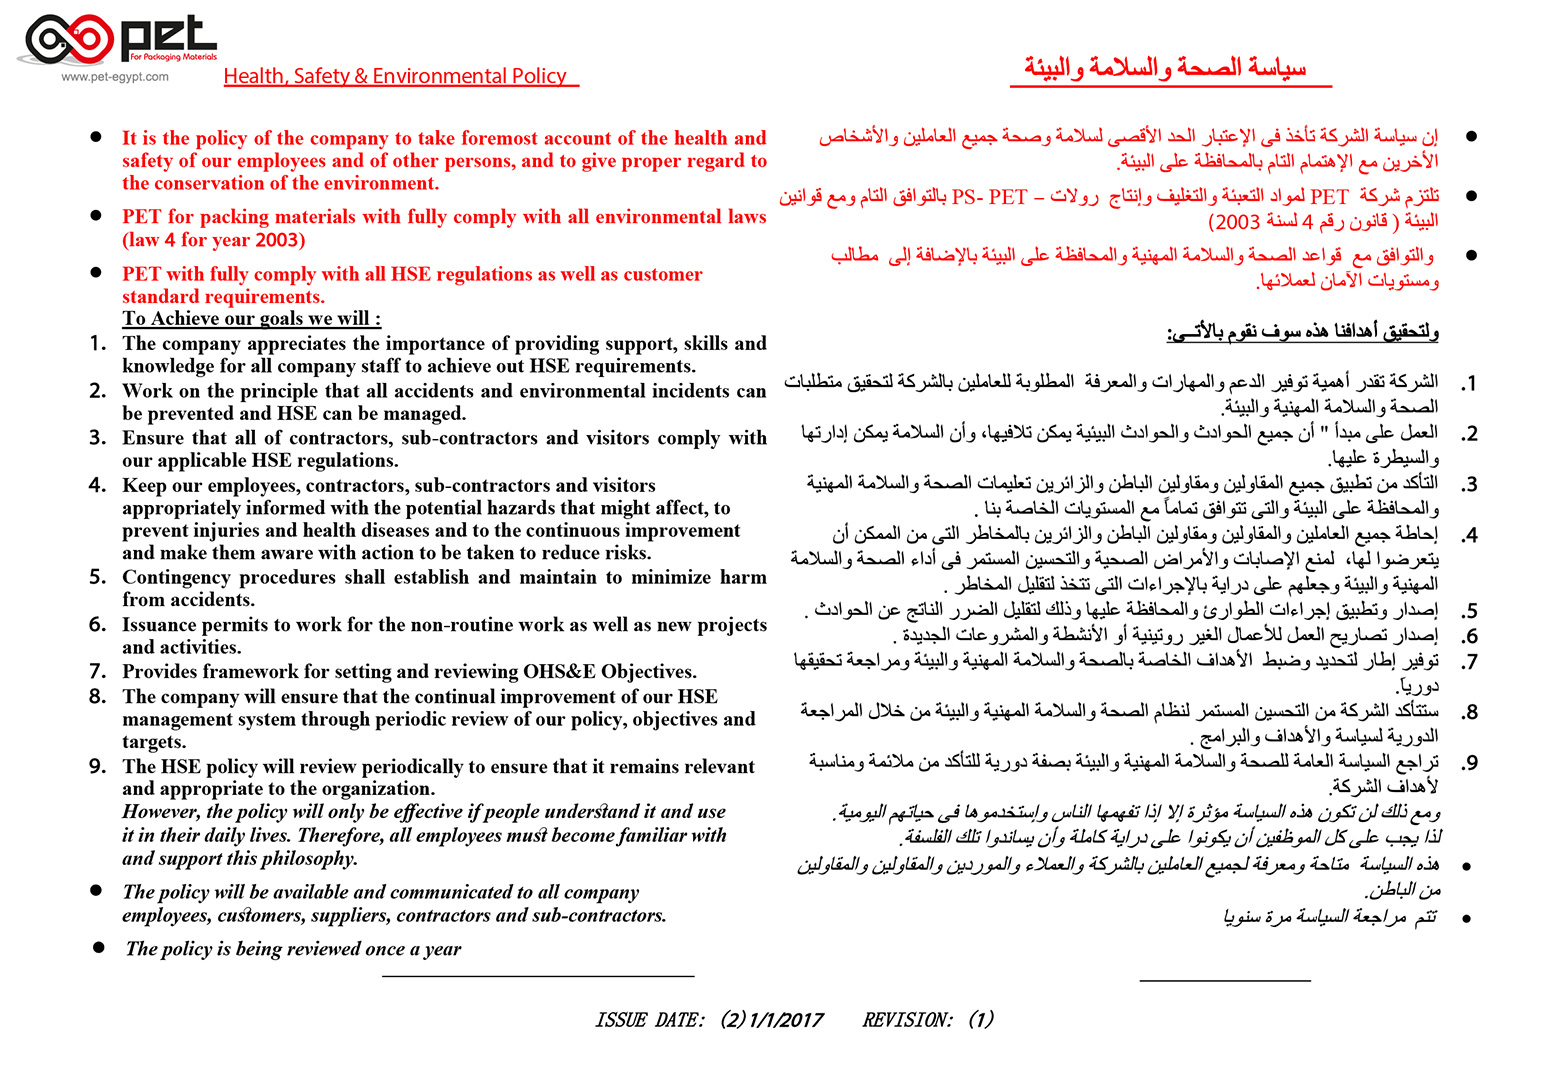 pet
For Packaging Materials
www.pet-egypt.com
Health, Safety & Environmental Policy
It is the policy of the company to take foremost account of the health and
safety of our employees and of other persons, and to give proper regard to
the conservation of the environment.
PET for packing materials with fully comply with all environmental laws
(law 4 for year 2003)
PET with fully comply with all HSE regulations as well as customer
standard requirements.
To Achieve our goals we will :
1. The company appreciates the importance of providing support, skills and
knowledge for all company staff to achieve out HSE requirements.
2. Work on the principle that all accidents and environmental incidents can
be prevented and HSE can be managed.
3. Ensure that all of contractors, sub-contractors and visitors comply with
our applicable HSE regulations.
4. Keep our employees, contractors, sub-contractors and visitors
appropriately informed with the potential hazards that might affect, to
prevent injuries and health diseases and to the continuous improvement
and make them aware with action to be taken to reduce risks.
5. Contingency procedures shall establish and maintain to minimize harm
from accidents.
6. Issuance permits to work for the non-routine work as well as new projects
and activities.
7. Provides framework for setting and reviewing OHS&E Objectives.
8. The company will ensure that the continual improvement of our HSE
management system through periodic review of our policy, objectives and
targets.
9. The HSE policy will review periodically to ensure that it remains relevant
and appropriate to the organization.
However, the policy will only be effective if people understand it and use
it in their daily lives. Therefore, all employees must become familiar with
and support this philosophy.
The policy will be available and communicated to all company
employees, customers, suppliers, contractors and sub-contractors.
The policy is being reviewed once a year
سياسة الصحة والسلامة والبيئة
إن سياسة الشركة تأخذ فى الإعتبار الحد الأقصى لسلامة وصحة جميع العاملين والأشخاص
الأخرين مع الإهتمام التام بالمحافظة على البيئة.
تلتزم شركة PET لمواد التعبئة والتغليف وإنتاج رولات PS- PET – بالتوافق التام ومع قوانين
البيئة ( قانون رقم 4 لسنة 2003)
والتوافق مع قواعد الصحة والسلامة المهنية والمحافظة على البيئة بالإضافة إلى مطالب
ومستويات الآمان لعملائها.
ولتحقيق أهدافنا هذه سوف نقوم بالأتــى:
1. الشركة تقدر أهمية توفير الدعم والمهارات والمعرفة المطلوبة للعاملين بالشركة لتحقيق متطلبات
الصحة والسلامة المهنية والبيئة.
2. العمل على مبدأ " أن جميع الحوادث والحوادث البيئية يمكن تلافيها، وأن السلامة يمكن إدارتها
والسيطرة عليها.
3. التأكد من تطبيق جميع المقاولين ومقاولين الباطن والزائرين تعليمات الصحة والسلامة المهنية
والمحافظة على البيئة والتى تتوافق تماماً مع المستويات الخاصة بنا .
4. إحاطة جميع العاملين والمقاولين ومقاولين الباطن والزائرين بالمخاطر التى من الممكن أن
يتعرضوا لها، لمنع الإصابات والأمراض الصحية والتحسين المستمر فى أداء الصحة والسلامة
المهنية والبيئة وجعلهم على دراية بالإجراءات التى تتخذ لتقليل المخاطر .
5. إصدار وتطبيق إجراءات الطوارئ والمحافظة عليها وذلك لتقليل الضرر الناتج عن الحوادث .
6. إصدار تصاريح العمل للأعمال الغير روتينية أو الأنشطة والمشروعات الجديدة .
7. توفير إطار لتحديد وضبط الأهداف الخاصة بالصحة والسلامة المهنية والبيئة ومراجعة تحقيقها
دورياً.
8. ستتأكد الشركة من التحسين المستمر لنظام الصحة والسلامة المهنية والبيئة من خلال المراجعة
الدورية لسياسة والأهداف والبرامج .
9. تراجع السياسة العامة للصحة والسلامة المهنية والبيئة بصفة دورية للتأكد من ملائمة ومناسبة
لأهداف الشركة.
ومع ذلك لن تكون هذه السياسة مؤثرة إلا إذا تفهمها الناس وإستخدموها فى حياتهم اليومية.
لذا يجب على كل الموظفين أن يكونوا على دراية كاملة وأن يساندوا تلك الفلسفة.
هذه السياسة متاحة ومعرفة لجميع العاملين بالشركة والعملاء والموردين والمقاولين والمقاولين
من الباطن.
تتم مراجعة السياسة مرة سنويا
ISSUE DATE: (2)1/1/2017 REVISION: (1)